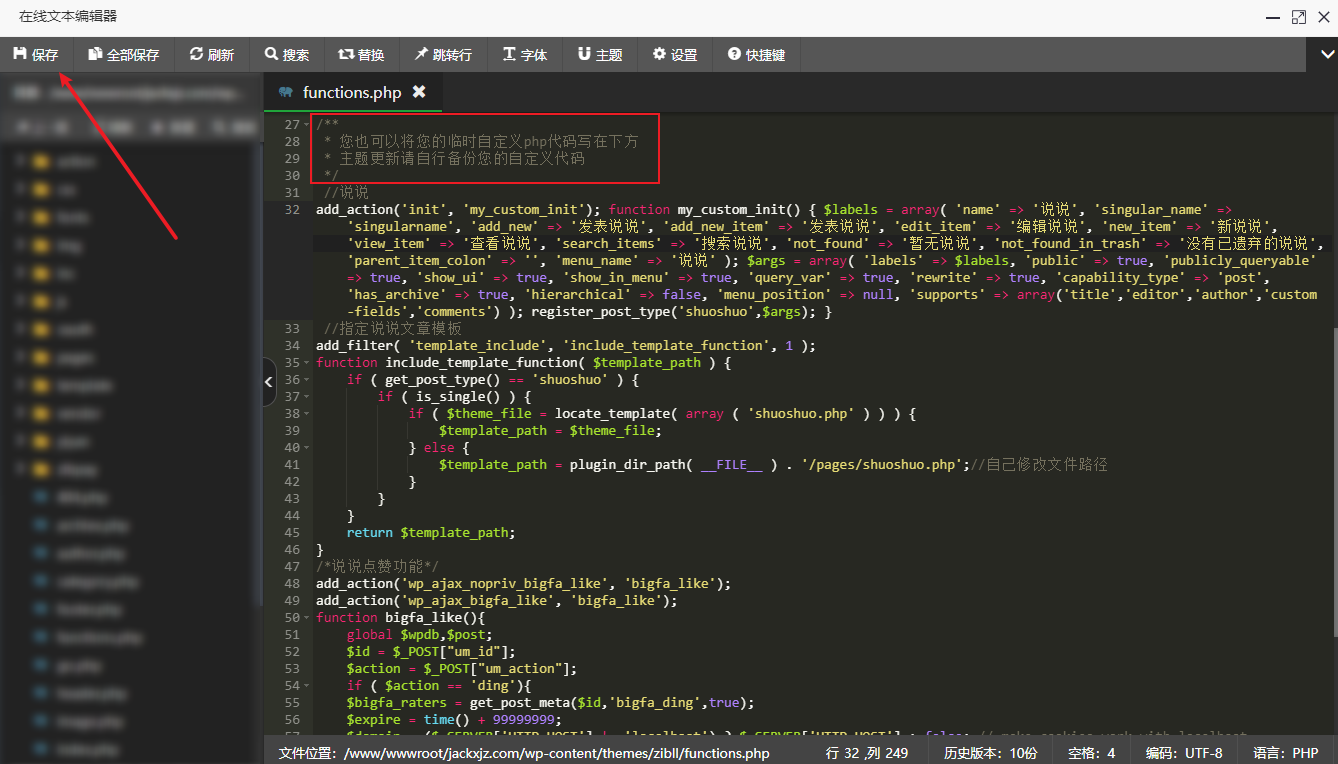 在线文本编辑器
保存 全部保存 刷新 搜索 替换 跳转行 字体 主题 设置 快捷键
functions.php
27 /**
28 * 您也可以将您的临时自定义php代码写在下方
29 * 主题更新请自行备份您的自定义代码
30 */
31 //说说
32 add_action('init', 'my_custom_init'); function my_custom_init() { $labels = array( 'name' => '说说', 'singular_name' =>
'singularname', 'add_new' => '发表说说', 'add_new_item' => '发表说说', 'edit_item' => '编辑说说', 'new_item' => '新说说',
'view_item' => '查看说说', 'search_items' => '搜索说说', 'not_found' => '暂无说说', 'not_found_in_trash' => '没有已遗弃的说说',
'parent_item_colon' => '', 'menu_name' => '说说' ); $args = array( 'labels' => $labels, 'public' => true, 'publicly_queryable'
=> true, 'show_ui' => true, 'show_in_menu' => true, 'query_var' => true, 'rewrite' => true, 'capability_type' => 'post',
'has_archive' => true, 'hierarchical' => false, 'menu_position' => null, 'supports' => array('title','editor','author','custom
-fields','comments') ); register_post_type('shuoshuo',$args); }
33 //指定说说文章模板
34 add_filter( 'template_include', 'include_template_function', 1 );
35 function include_template_function( $template_path ) {
36 if ( get_post_type() == 'shuoshuo' ) {
37 if ( is_single() ) {
38 if ( $theme_file = locate_template( array ( 'shuoshuo.php' ) ) ) {
39 $template_path = $theme_file;
40 } else {
41 $template_path = plugin_dir_path( __FILE__ ) . '/pages/shuoshuo.php';//自己修改文件路径
42 }
43 }
44 }
45 return $template_path;
46 }
47 /*说说点赞功能*/
48 add_action('wp_ajax_nopriv_bigfa_like', 'bigfa_like');
49 add_action('wp_ajax_bigfa_like', 'bigfa_like');
50 function bigfa_like(){
51 global $wpdb,$post;
52 $id = $_POST["um_id"];
53 $action = $_POST["um_action"];
54 if ( $action == 'ding'){
55 $bigfa_raters = get_post_meta($id,'bigfa_ding',true);
56 $expire = time() + 99999999;
文件位置：/www/wwwroot/jackxjz.com/wp-content/themes/zibll/functions.php 行 32 ,列 249 历史版本：10份 空格：4 编码：UTF-8 语言：PHP